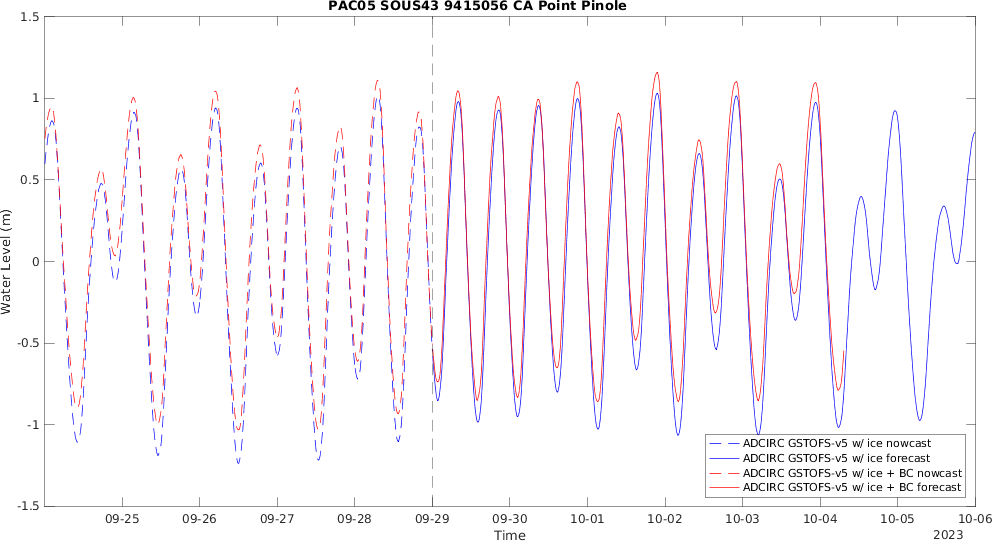 PAC05 SOUS43 9415056 CA Point Pinole
1.5
1
0.5
0
-0.5
-1
-1.5
Water Level (m)
ADCIRC GSTOFS-v5 w/ ice nowcast
ADCIRC GSTOFS-v5 w/ ice forecast
ADCIRC GSTOFS-v5 w/ ice + BC nowcast
ADCIRC GSTOFS-v5 w/ ice + BC forecast
09-25 09-26 09-27 09-28 09-29 09-30 10-01 10-02 10-03 10-04 10-05 10-06
Time
2023